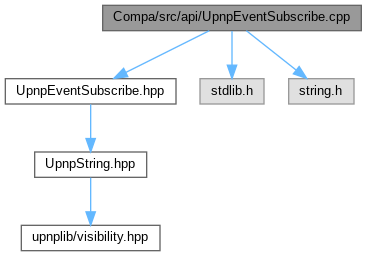 Compa/src/api/UpnpEventSubscribe.cpp
UpnpEventSubscribe.hpp
stdlib.h
string.h
UpnpString.hpp
upnplib/visibility.hpp